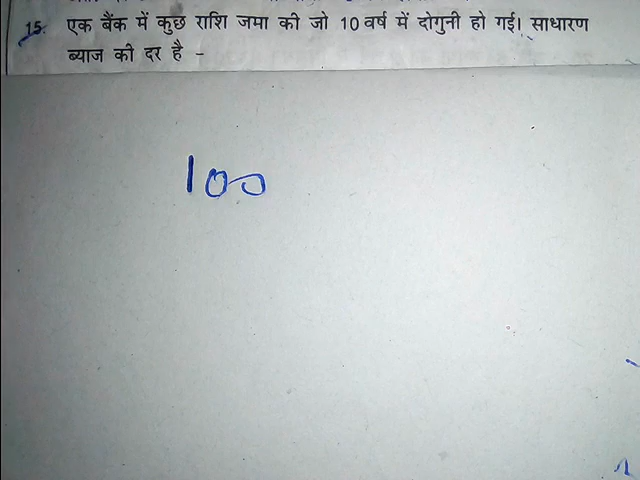 15. एक बैंक में कुछ राशि जमा की जो 10 वर्ष में दोगुनी हो गई। साधारण
ब्याज की दर है -
100